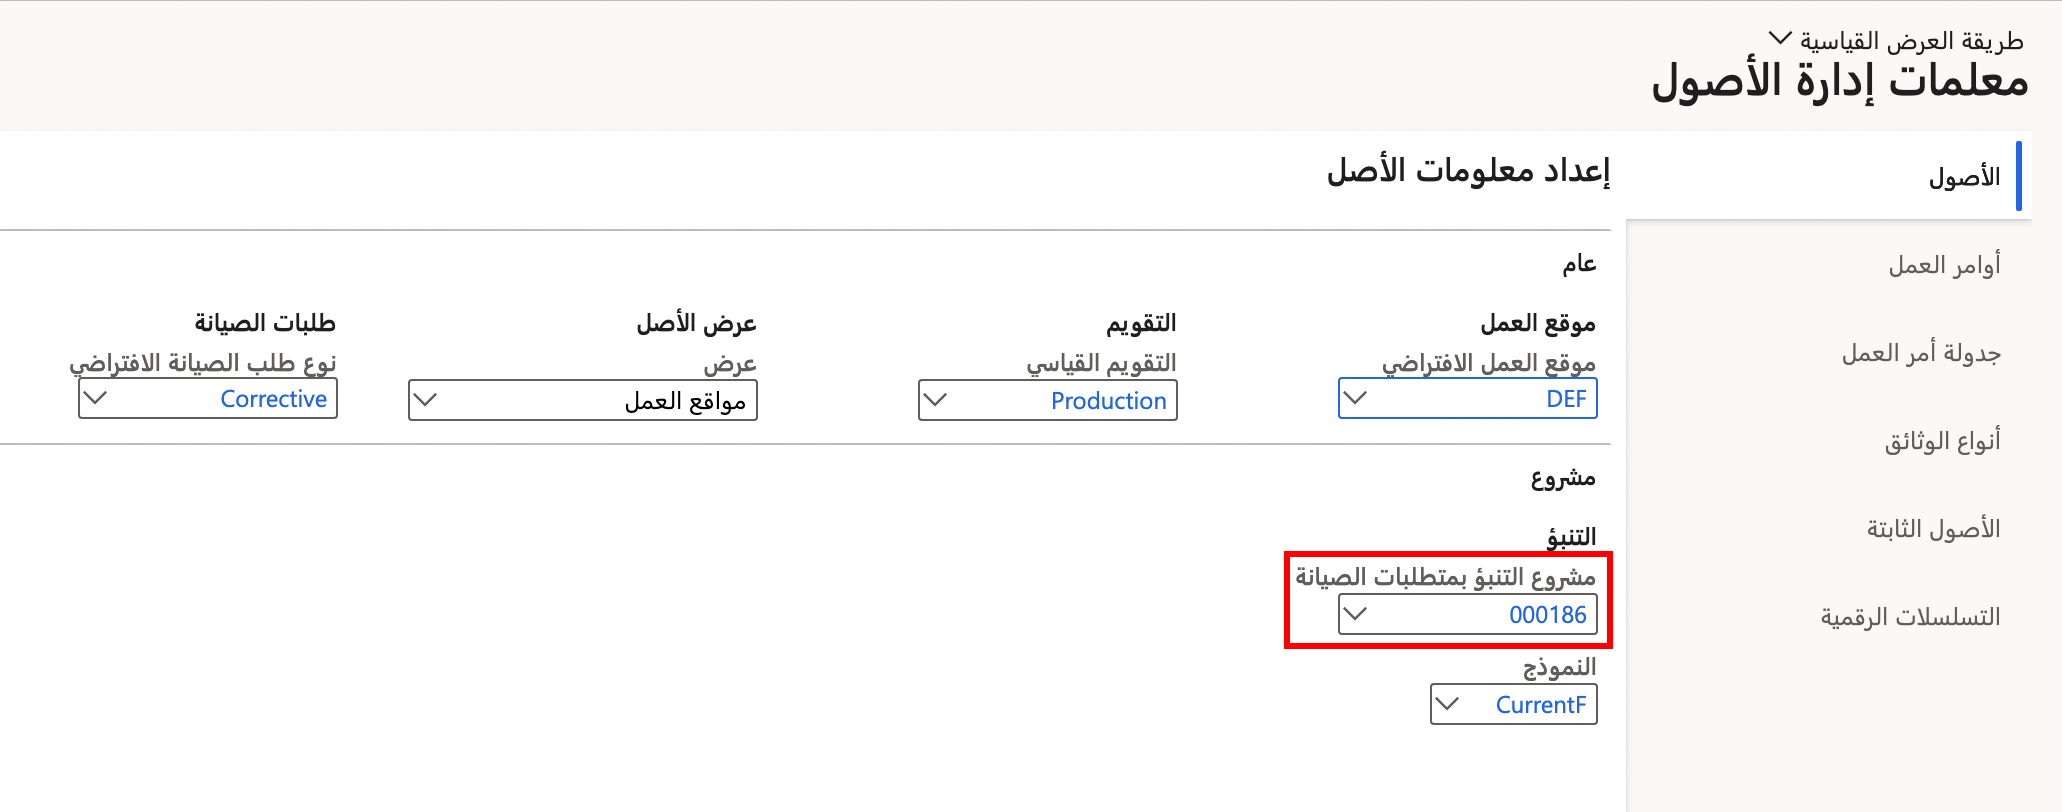 طريقة العرض القياسية
معلمات إدارة الأصول
الأصول
أوامر العمل
جدولة أمر العمل
أنواع الوثائق
الأصول الثابتة
التسلسلات الرقمية
إعداد معلومات الأصل
عام
موقع العمل
موقع العمل الافتراضي
DEF
التقويم
التقويم القياسي
Production
عرض الأصل
عرض
مواقع العمل
طلبات الصيانة
نوع طلب الصيانة الافتراضي
Corrective
مشروع
التنبؤ
مشروع التنبؤ بمتطلبات الصيانة
000186
النموذج
CurrentF